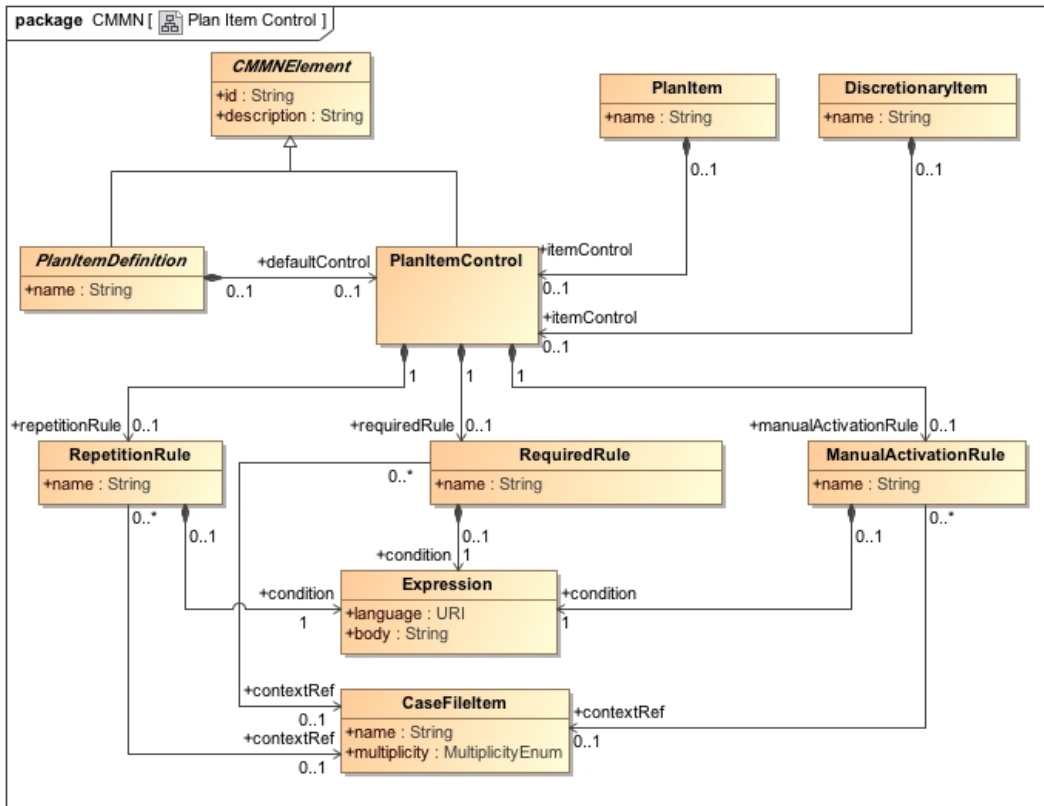 package CMMN [ Plan Item Control ]
CMMNElement
+id : String
+description : String
PlanItem
+name : String
DiscretionaryItem
+name : String
0..1
0..1
PlanItemDefinition
+name : String
+defaultControl
0..1
0..1
PlanItemControl
+itemControl
0..1
+itemControl
0..1
1
1
1
+repetitionRule
0..1
+requiredRule
0..1
+manualActivationRule
0..1
RepetitionRule
+name : String
RequiredRule
+name : String
ManualActivationRule
+name : String
0..*
0..*
0..1
0..1
0..1
0..*
+condition
1
Expression
+language : URI
+body : String
+condition
1
+condition
1
CaseFileItem
+name : String
+multiplicity : MultiplicityEnum
+contextRef
0..1
+contextRef
0..1
+contextRef
0..1